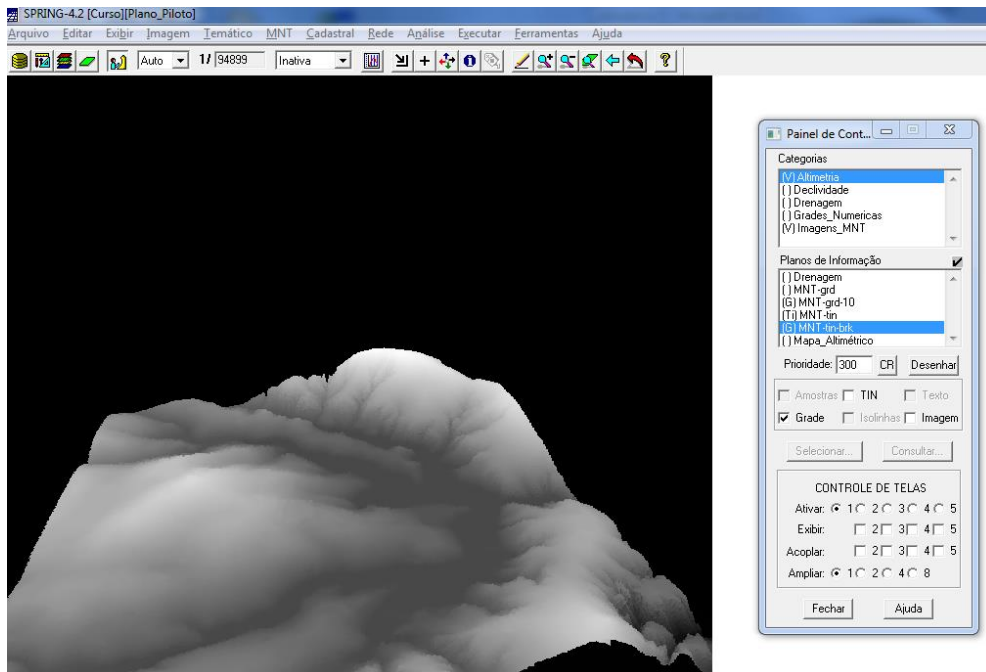 SPRING-4.2 [Curso][Plano_Piloto]
Arquivo Editar Exibir Imagem Temático MNT Cadastral Rede Análise Executar Ferramentas Ajuda
Auto 1/ 94899 Inativa
Painel de Cont...
Categorias
(V) Altimetria
( ) Declividade
( ) Drenagem
( ) Grades_Numericas
(V) Imagens_MNT
Planos de Informação
( ) Drenagem
( ) MNT-grd
(G) MNT-grd-10
(Ti) MNT-tin
(G) MNT-tin-brk
( ) Mapa_Altimétrico
Prioridade: 300 CR Desenhar
Amostras TIN Texto
Grade Isolinhas Imagem
Selecionar... Consultar...
CONTROLE DE TELAS
Ativar: 1 2 3 4 5
Exibir: 2 3 4 5
Acoplar: 2 3 4 5
Ampliar: 1 2 4 8
Fechar Ajuda